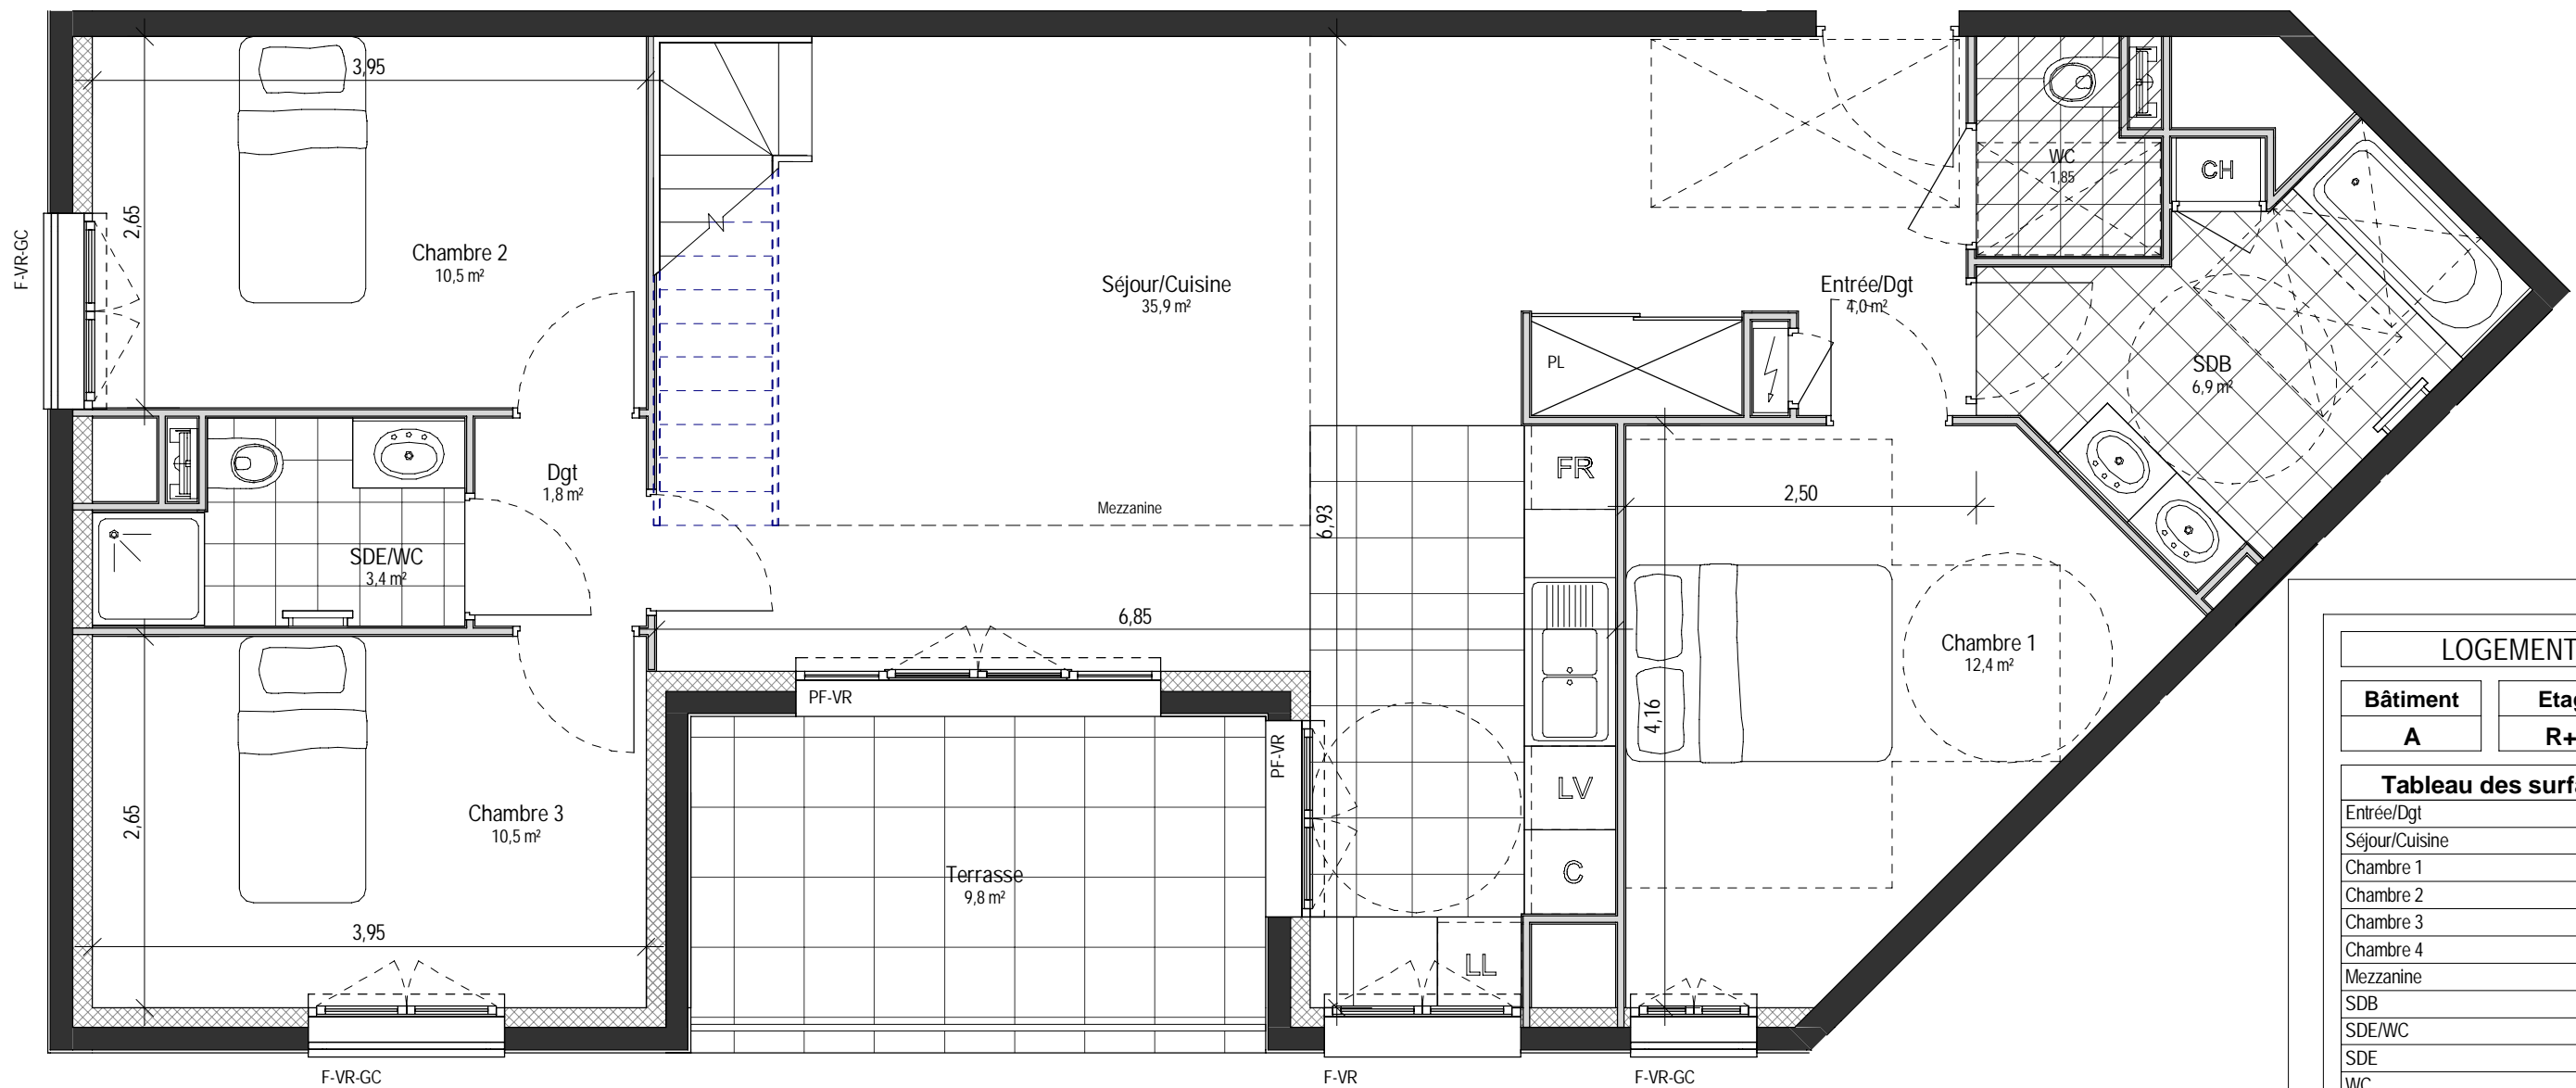 3,95
2,65
F-VR-GC
Chambre 2
10,5 m²
Séjour/Cuisine
35,9 m²
Entrée/Dgt
4,0 m²
WC
1,85
CH
PL
SDB
6,9 m²
Dgt
1,8 m²
FR
2,50
Mezzanine
6,93
SDE/WC
3,4 m²
6,85
Chambre 1
12,4 m²
4,16
PF-VR
PF-VR
LV
C
LL
Chambre 3
10,5 m²
2,65
3,95
Terrasse
9,8 m²
F-VR-GC
F-VR
F-VR-GC
LOGEMENT
Bâtiment
A
Etag
R+
Tableau des surfa
Entrée/Dgt
Séjour/Cuisine
Chambre 1
Chambre 2
Chambre 3
Chambre 4
Mezzanine
SDB
SDE/WC
SDE
WC